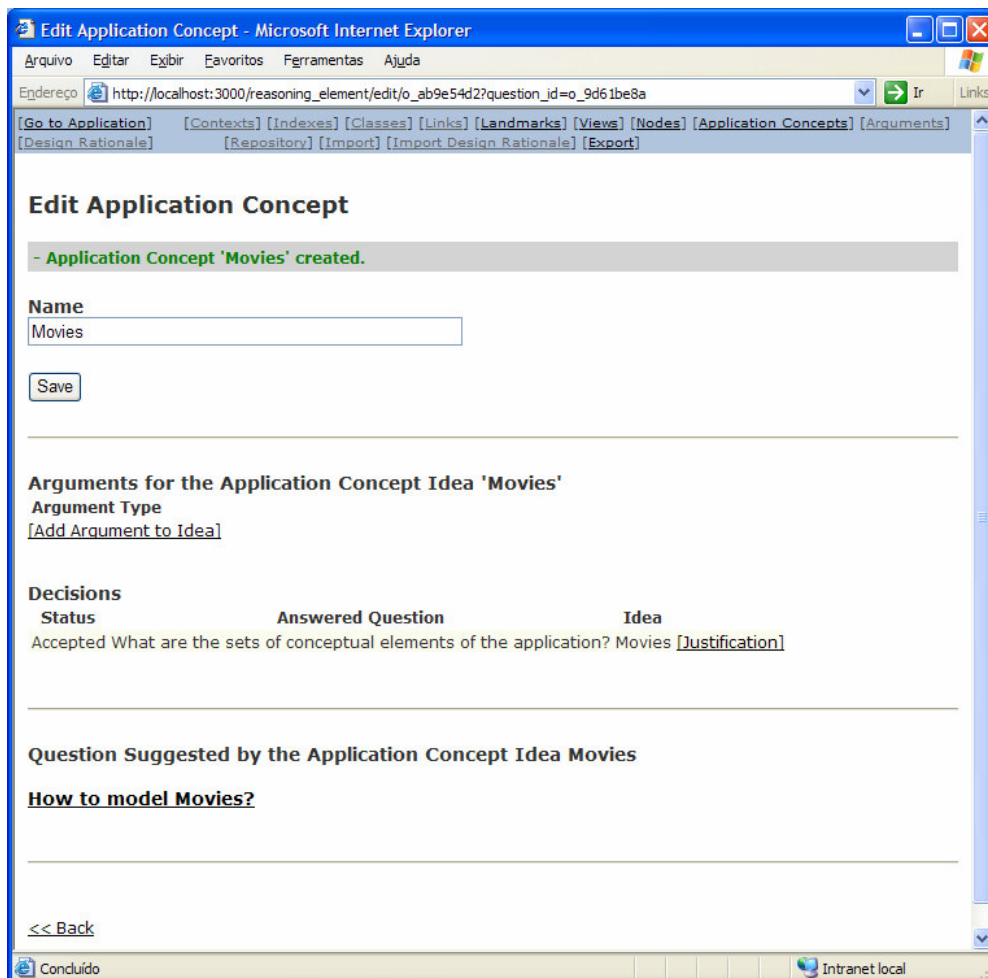 Edit Application Concept - Microsoft Internet Explorer
Arquivo Editar Exibir Favoritos Ferramentas Ajuda
Endereço http://localhost:3000/reasoning_element/edit/o_ab9e54d2?question_id=o_9d61be8a Ir Links
[Go to Application] [Contexts] [Indexes] [Classes] [Links] [Landmarks] [Views] [Nodes] [Application Concepts] [Arguments]
[Design Rationale] [Repository] [Import] [Import Design Rationale] [Export]
Edit Application Concept
- Application Concept 'Movies' created.
Name
Movies
Save
Arguments for the Application Concept Idea 'Movies'
Argument Type
[Add Argument to Idea]
Decisions
Status Answered Question Idea
Accepted What are the sets of conceptual elements of the application? Movies [Justification]
Question Suggested by the Application Concept Idea Movies
How to model Movies?
<< Back
Concluído Intranet local